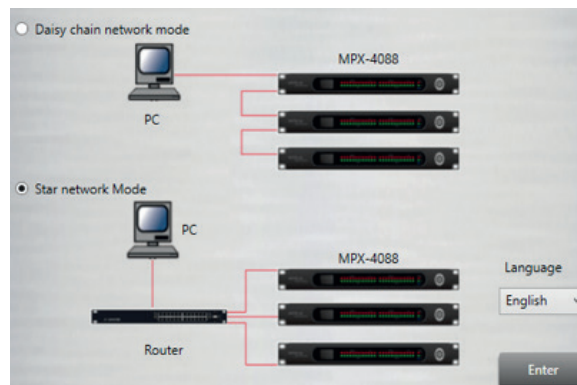 Daisy chain network mode
MPX-4088
PC
Star network Mode
PC
MPX-4088
Language
English
Router
Enter